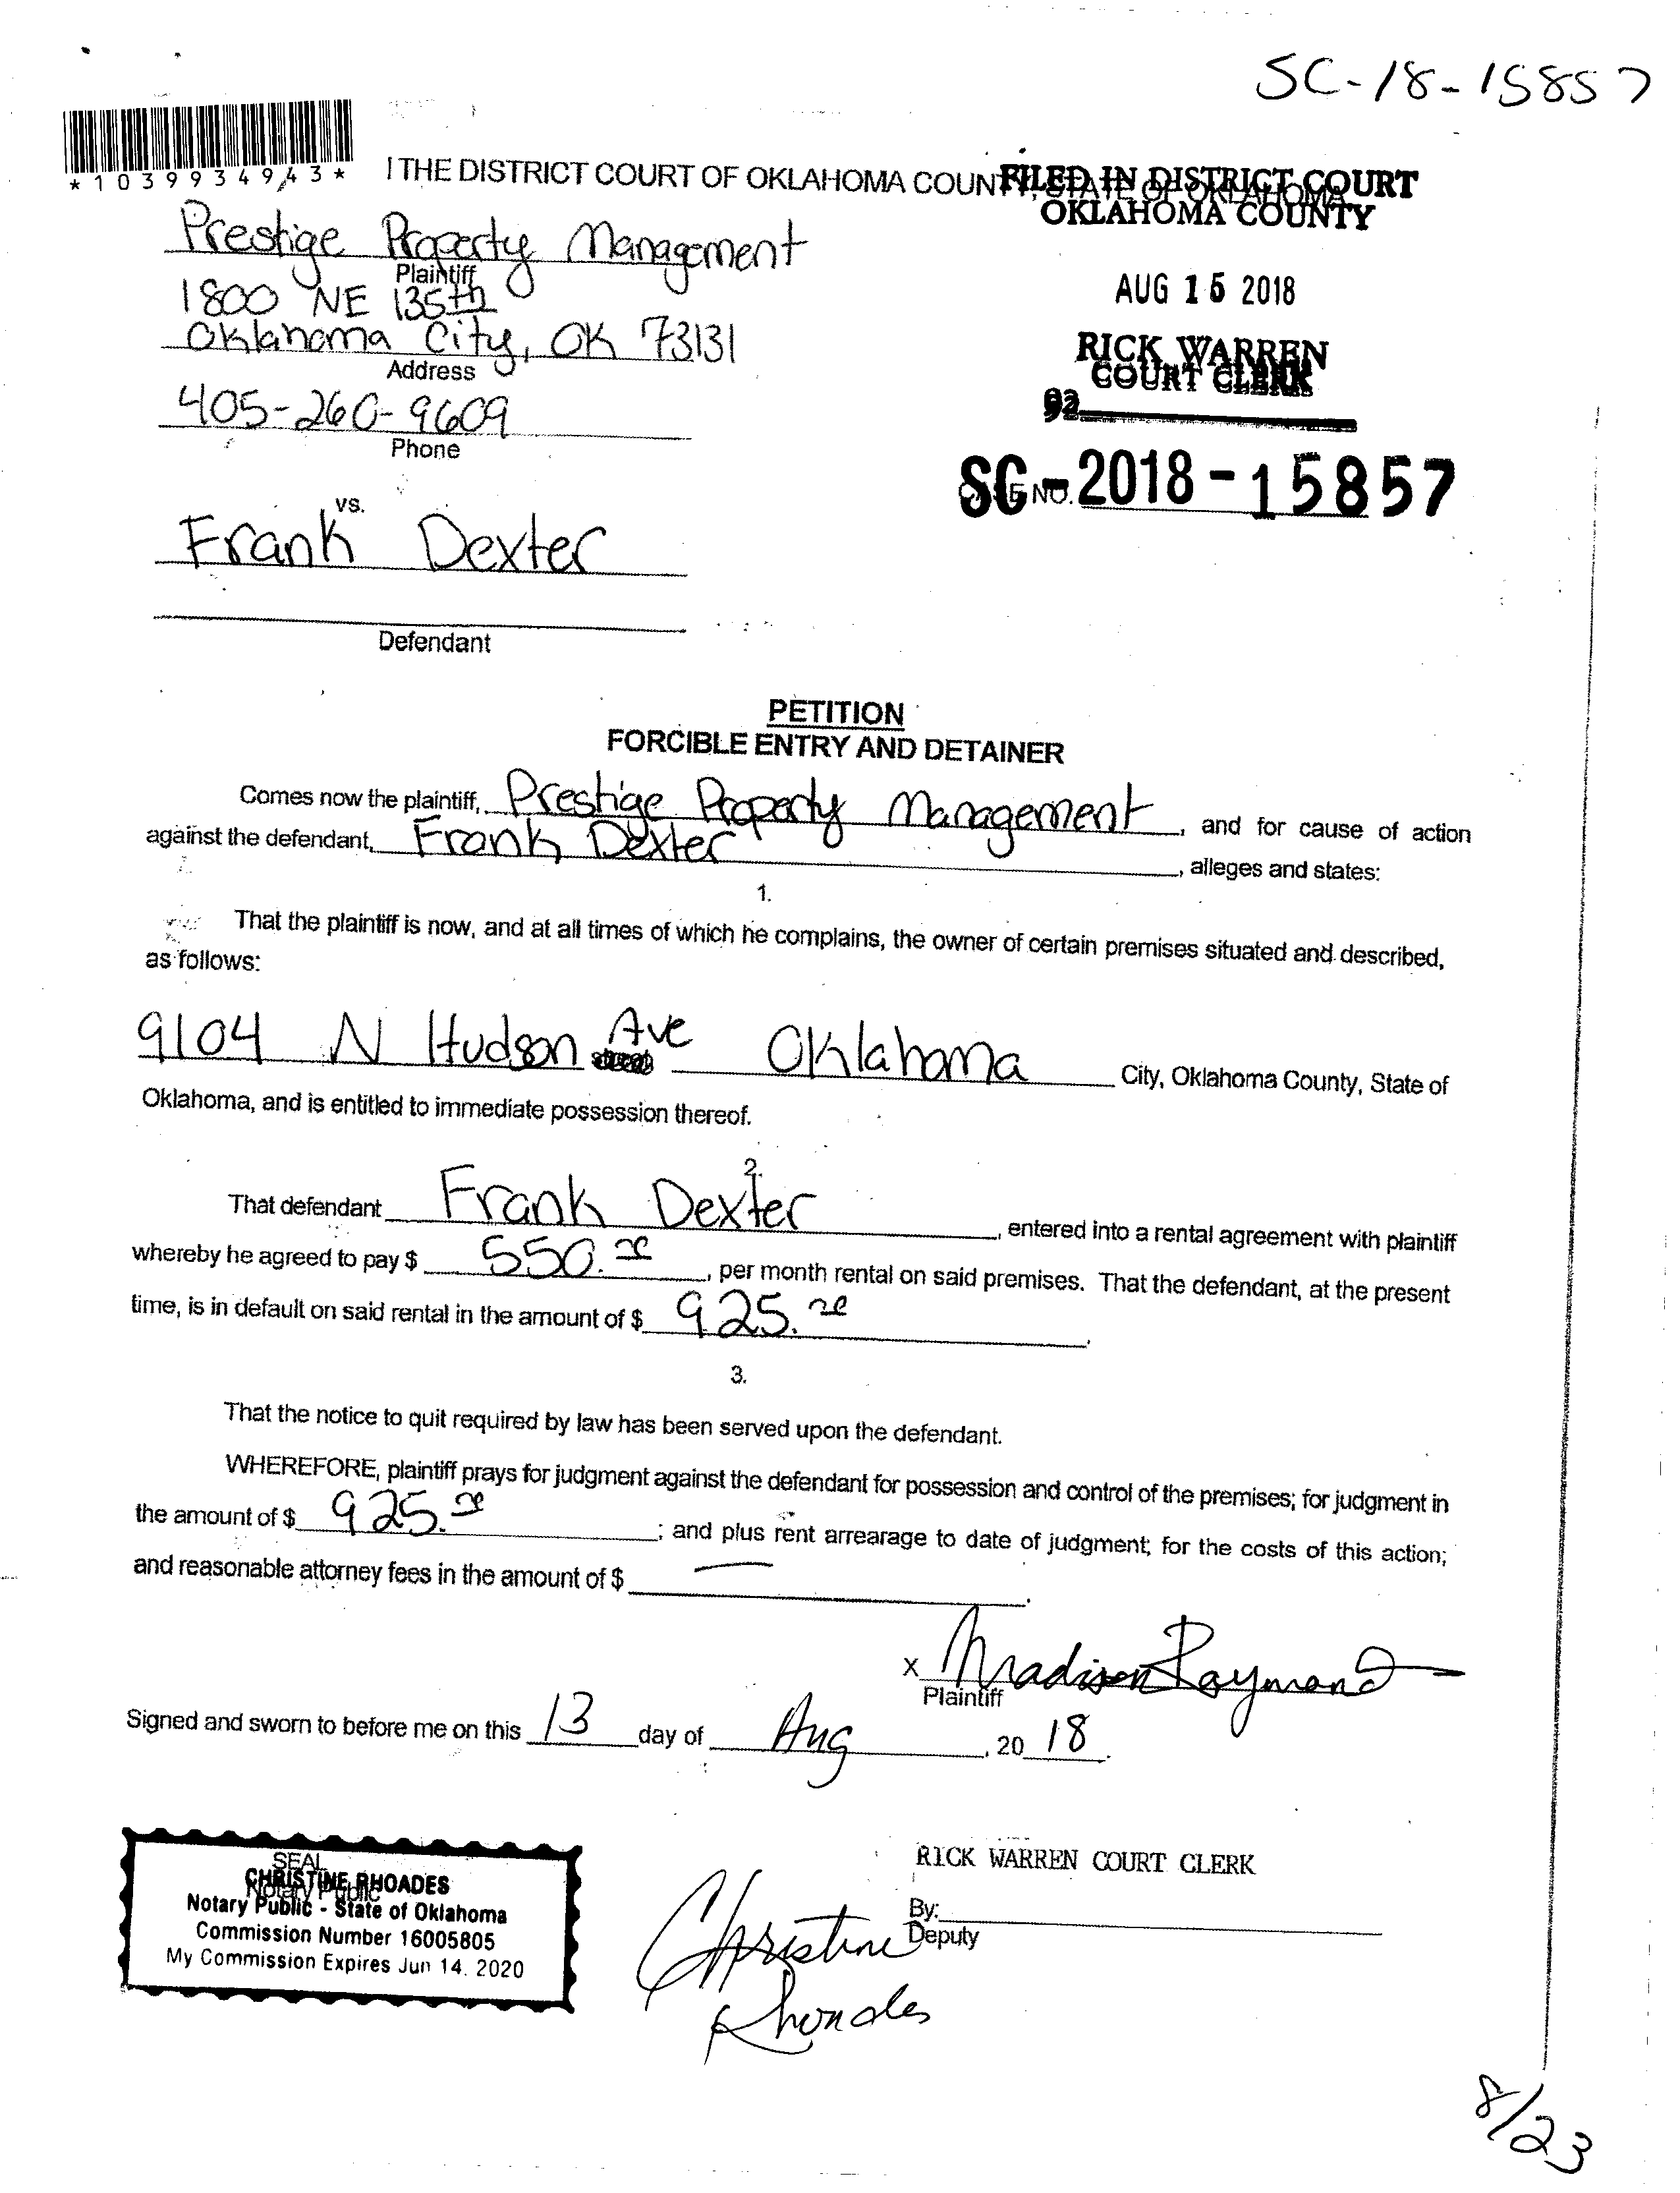 SC-18-15857
*1039934943*
I THE DISTRICT COURT OF OKLAHOMA COUNTY, STATE OF OKLAHOMA
FILED IN DISTRICT COURT
OKLAHOMA COUNTY
Prestige Property Management
Plaintiff
1800 NE 135th
Oklahoma City, OK 73131
Address
405-260-9609
Phone
AUG 15 2018
RICK WARREN
COURT CLERK
92
SC-2018-15857
CASE NO.
vs.
Frank Dexter
Defendant
PETITION
FORCIBLE ENTRY AND DETAINER
Comes now the plaintiff, Prestige Property Management, and for cause of action
against the defendant, Frank Dexter, alleges and states:
1.
That the plaintiff is now, and at all times of which he complains, the owner of certain premises situated and described,
as follows:
9104 N Hudson Ave Oklahoma City, Oklahoma County, State of
Oklahoma, and is entitled to immediate possession thereof.
2.
That defendant Frank Dexter, entered into a rental agreement with plaintiff
whereby he agreed to pay $ 550.00, per month rental on said premises. That the defendant, at the present
time, is in default on said rental in the amount of $ 925.00.
3.
That the notice to quit required by law has been served upon the defendant.
WHEREFORE, plaintiff prays for judgment against the defendant for possession and control of the premises; for judgment in
the amount of $ 925.00; and plus rent arrearage to date of judgment; for the costs of this action;
and reasonable attorney fees in the amount of $ —.
X Madison Raymond
Plaintiff
Signed and sworn to before me on this 13 day of Aug, 20 18.
SEAL
CHRISTINE RHOADES
Notary Public
Notary Public - State of Oklahoma
Commission Number 16005805
My Commission Expires Jun 14, 2020
RICK WARREN COURT CLERK
By:
Deputy
Christine
Rhoades
8/23